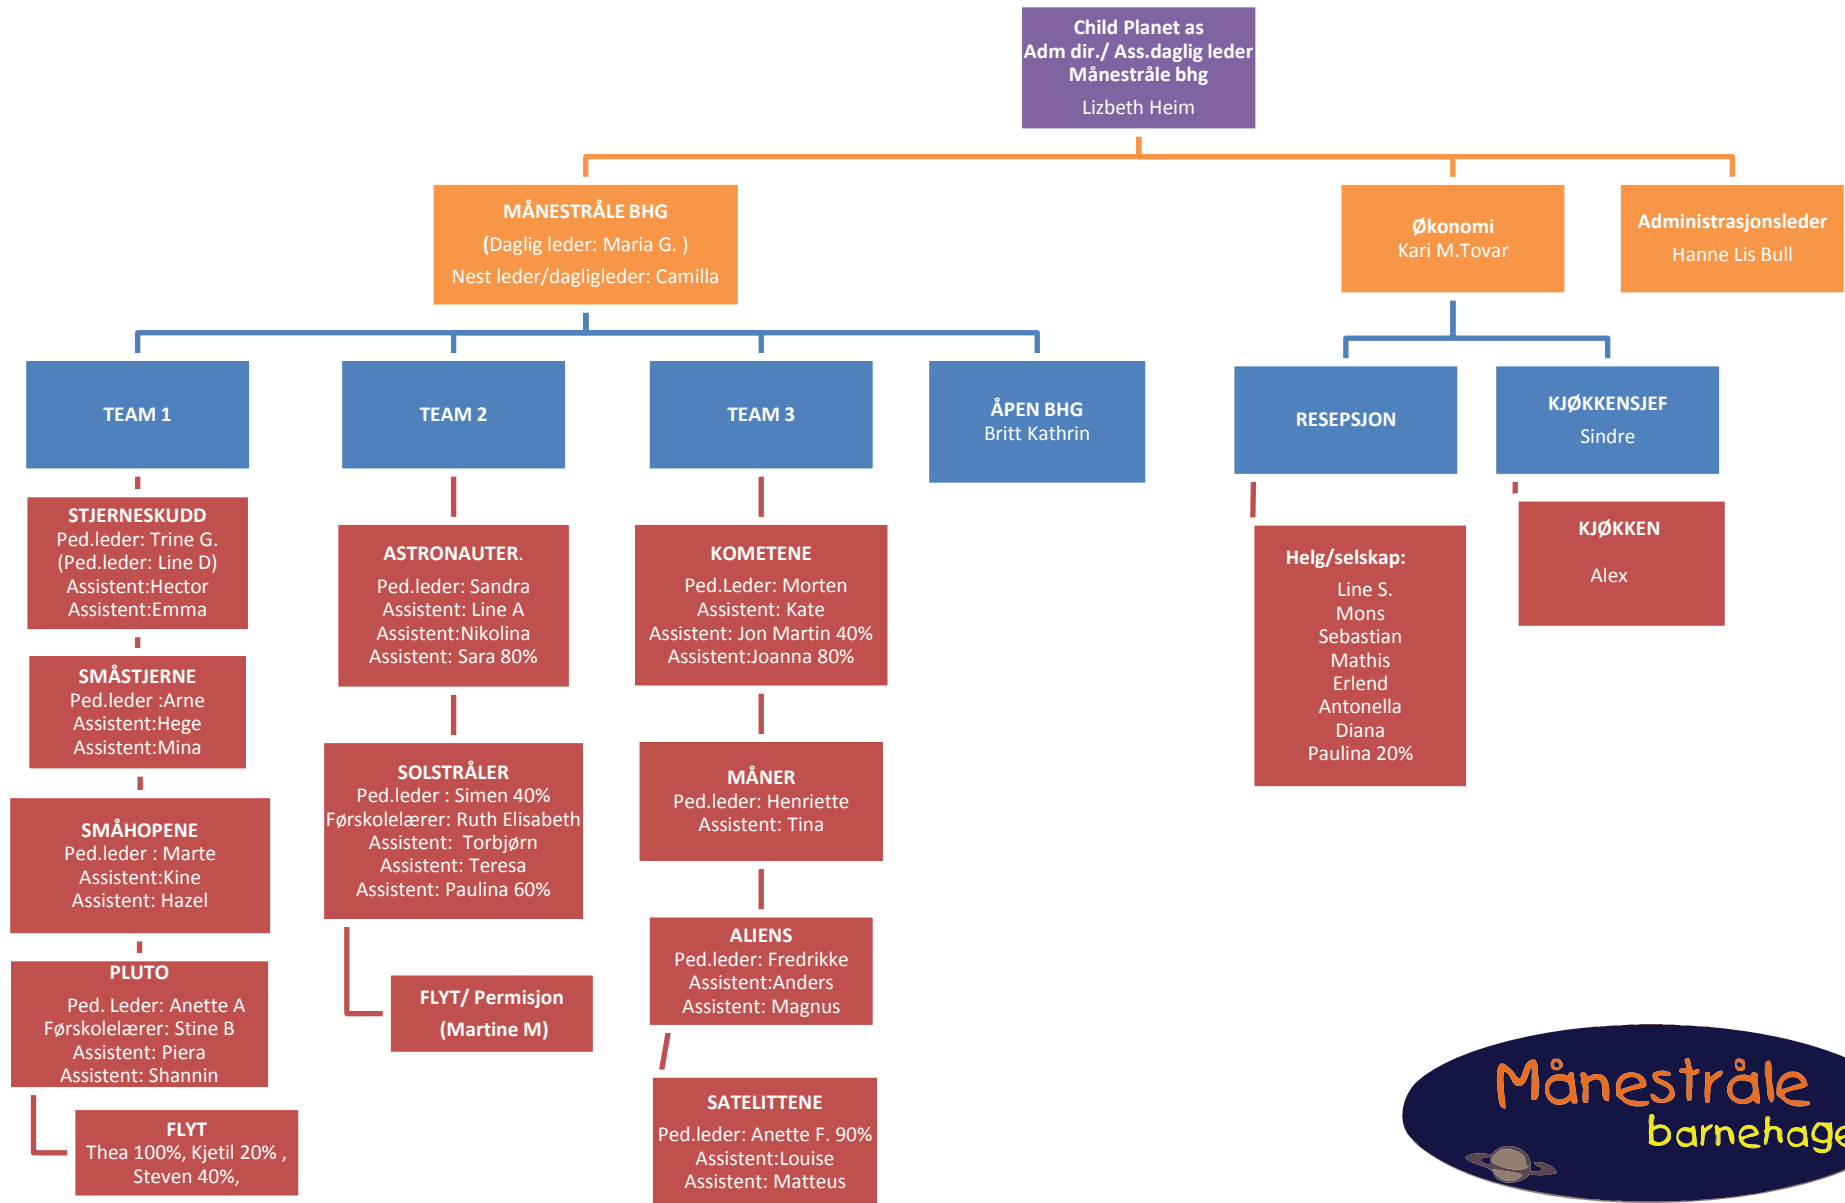 Child Planet as
Adm dir./ Ass.daglig leder
Månestråle bhg
Lizbeth Heim
MÅNESTRÅLE BHG
(Daglig leder: Maria G. )
Nest leder/dagligleder: Camilla
Økonomi
Kari M.Tovar
Administrasjonsleder
Hanne Lis Bull
TEAM 1
TEAM 2
TEAM 3
ÅPEN BHG
Britt Kathrin
RESEPSJON
KJØKKENSJEF
Sindre
STJERNESKUDD
Ped.leder: Trine G.
(Ped.leder: Line D)
Assistent:Hector
Assistent:Emma
SMÅSTJERNE
Ped.leder :Arne
Assistent:Hege
Assistent:Mina
SMÅHOPENE
Ped.leder : Marte
Assistent:Kine
Assistent: Hazel
PLUTO
Ped. Leder: Anette A
Førskolelærer: Stine B
Assistent: Piera
Assistent: Shannin
FLYT
Thea 100%, Kjetil 20% ,
Steven 40%,
ASTRONAUTER.
Ped.leder: Sandra
Assistent: Line A
Assistent:Nikolina
Assistent: Sara 80%
SOLSTRÅLER
Ped.leder : Simen 40%
Førskolelærer: Ruth Elisabeth
Assistent:  Torbjørn
Assistent: Teresa
Assistent: Paulina 60%
FLYT/ Permisjon
(Martine M)
KOMETENE
Ped.Leder: Morten
Assistent: Kate
Assistent: Jon Martin 40%
Assistent:Joanna 80%
MÅNER
Ped.leder: Henriette
Assistent: Tina
ALIENS
Ped.leder: Fredrikke
Assistent:Anders
Assistent: Magnus
SATELITTENE
Ped.leder: Anette F. 90%
Assistent:Louise
Assistent: Matteus
Helg/selskap:
Line S.
Mons
Sebastian
Mathis
Erlend
Antonella
Diana
Paulina 20%
KJØKKEN
Alex
Månestråle
barnehage